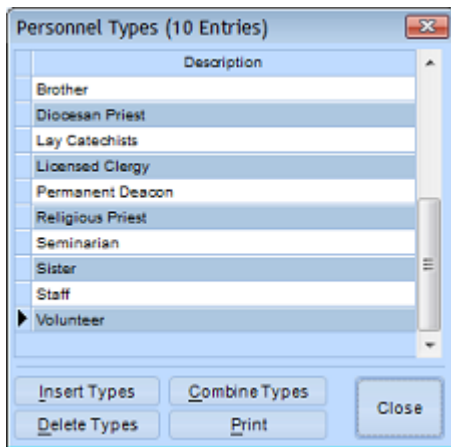 Personnel Types (10 Entries)
Description
Brother
Diocesan Priest
Lay Catechists
Licensed Clergy
Permanent Deacon
Religious Priest
Seminarian
Sister
Staff
Volunteer
Insert Types Combine Types
Close
Delete Types Print